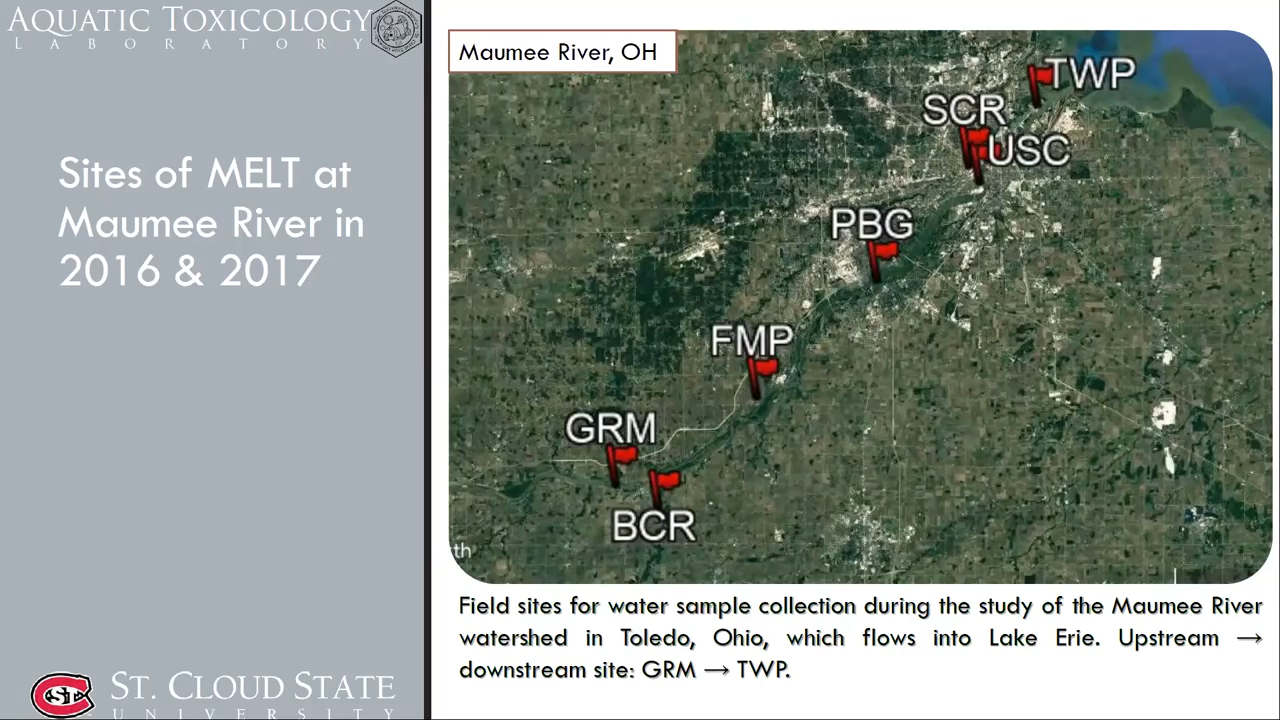 AQUATIC TOXICOLOGY
LABORATORY
Sites of MELT at
Maumee River in
2016 & 2017
ST. CLOUD STATE
UNIVERSITY
Maumee River, OH
TWP
SCR
USC
PBG
FMP
GRM
BCR
th
Field sites for water sample collection during the study of the Maumee River
watershed in Toledo, Ohio, which flows into Lake Erie. Upstream →
downstream site: GRM → TWP.